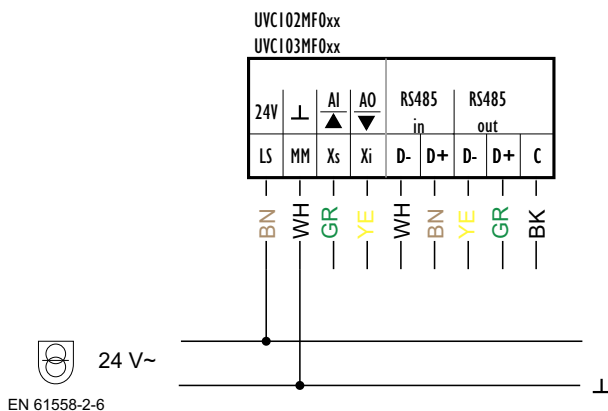 UVC102MF0xx
UVC103MF0xx
24V ⊥ AI AO RS485 in RS485 out
LS MM Xs Xi D- D+ D- D+ C
BN WH GR YE WH BN YE GR BK
24 V~
⊥
EN 61558-2-6